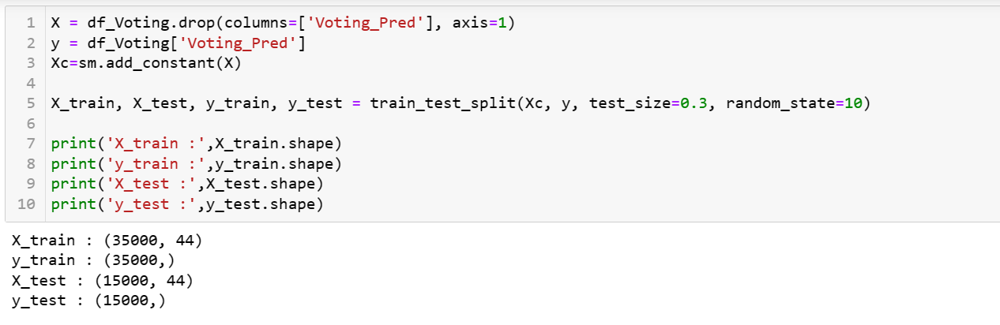 1 X = df_Voting.drop(columns=['Voting_Pred'], axis=1)
2 y = df_Voting['Voting_Pred']
3 Xc=sm.add_constant(X)
4
5 X_train, X_test, y_train, y_test = train_test_split(Xc, y, test_size=0.3, random_state=10)
6
7 print('X_train :',X_train.shape)
8 print('y_train :',y_train.shape)
9 print('X_test :',X_test.shape)
10 print('y_test :',y_test.shape)
X_train : (35000, 44)
y_train : (35000,)
X_test : (15000, 44)
y_test : (15000,)